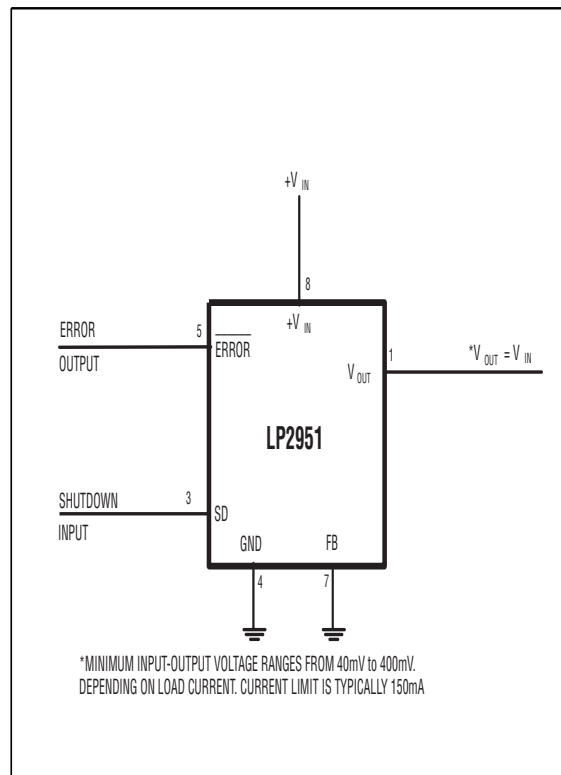 +V IN
8
+V IN
ERROR
OUTPUT
5
ERROR
1
*V OUT = V IN
V OUT
LP2951
SHUTDOWN
INPUT
3
SD
GND
FB
4
7
*MINIMUM INPUT-OUTPUT VOLTAGE RANGES FROM 40mV to 400mV.
DEPENDING ON LOAD CURRENT. CURRENT LIMIT IS TYPICALLY 150mA